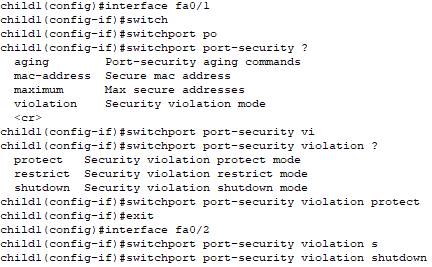 child1(config)#interface fa0/1
child1(config-if)#switch
child1(config-if)#switchport po
child1(config-if)#switchport port-security ?
  aging        Port-security aging commands
  mac-address  Secure mac address
  maximum      Max secure addresses
  violation    Security violation mode
  <cr>
child1(config-if)#switchport port-security vi
child1(config-if)#switchport port-security violation ?
  protect   Security violation protect mode
  restrict  Security violation restrict mode
  shutdown  Security violation shutdown mode
child1(config-if)#switchport port-security violation protect
child1(config-if)#exit
child1(config)#interface fa0/2
child1(config-if)#switchport port-security violation s
child1(config-if)#switchport port-security violation shutdown